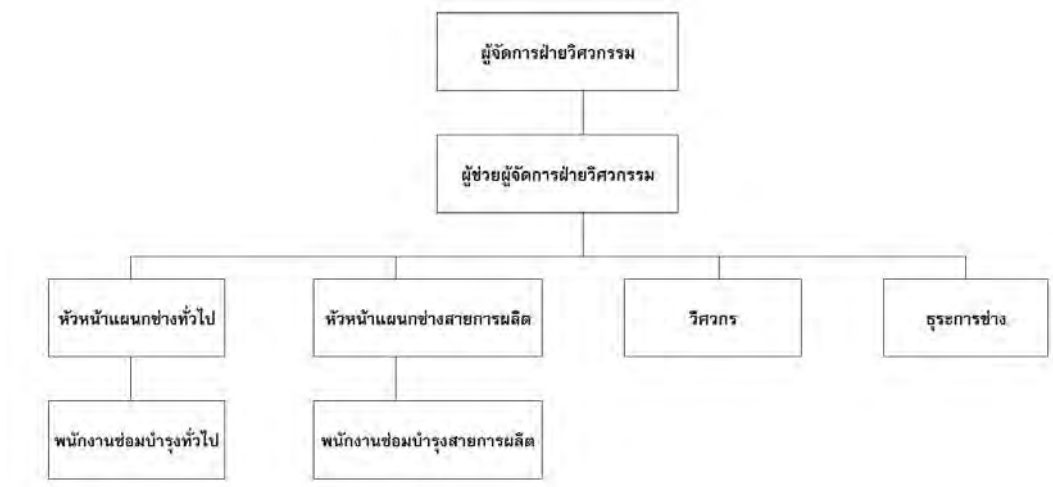 ผู้จัดการฝ่ายวิศวกรรม
ผู้ช่วยผู้จัดการฝ่ายวิศวกรรม
หัวหน้าแผนกช่างทั่วไป
หัวหน้าแผนกช่างสายการผลิต
วิศวกร
ธุระการช่าง
พนักงานซ่อมบำรุงทั่วไป
พนักงานซ่อมบำรุงสายการผลิต